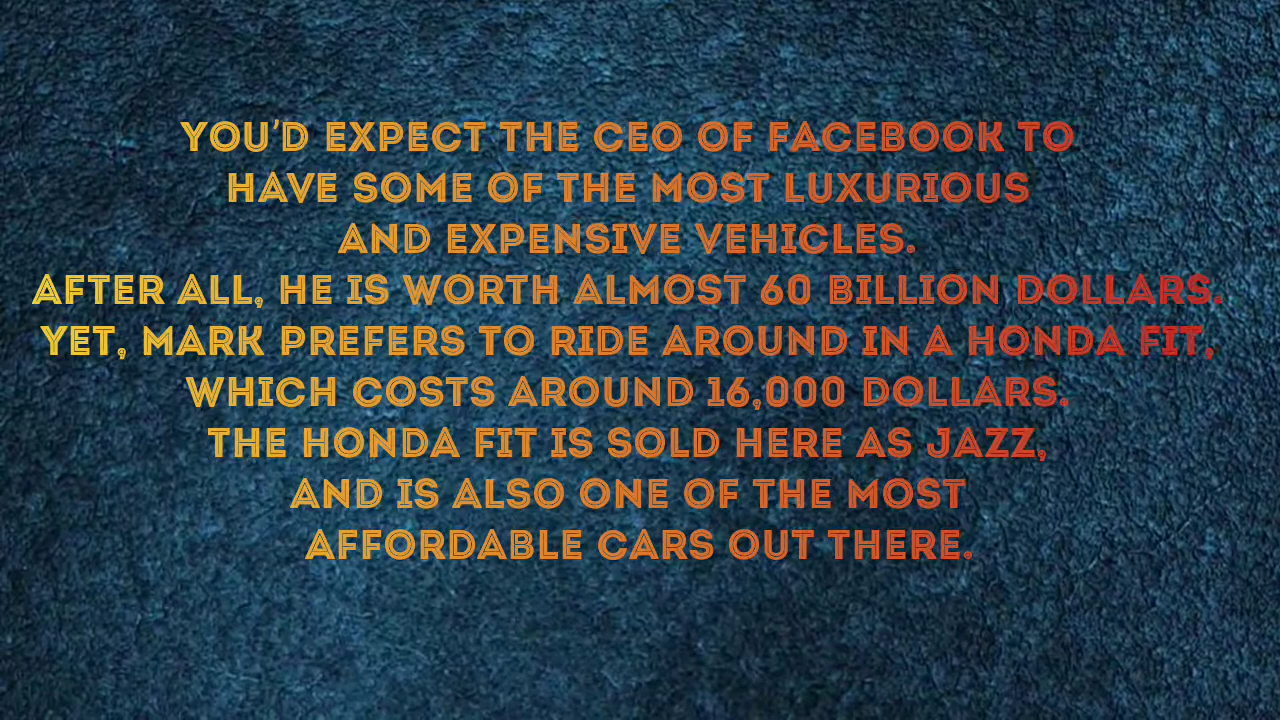 YOU'D EXPECT THE CEO OF FACEBOOK TO
HAVE SOME OF THE MOST LUXURIOUS
AND EXPENSIVE VEHICLES.
AFTER ALL, HE IS WORTH ALMOST 60 BILLION DOLLARS.
YET, MARK PREFERS TO RIDE AROUND IN A HONDA FIT,
WHICH COSTS AROUND 16,000 DOLLARS.
THE HONDA FIT IS SOLD HERE AS JAZZ,
AND IS ALSO ONE OF THE MOST
AFFORDABLE CARS OUT THERE.